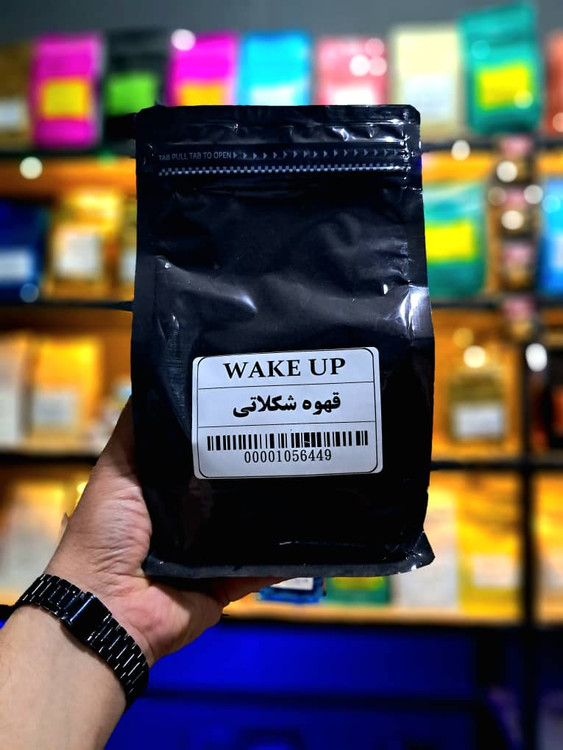 TAB PULL TAB TO OPEN
WAKE UP
قهوه شکلاتی
00001056449